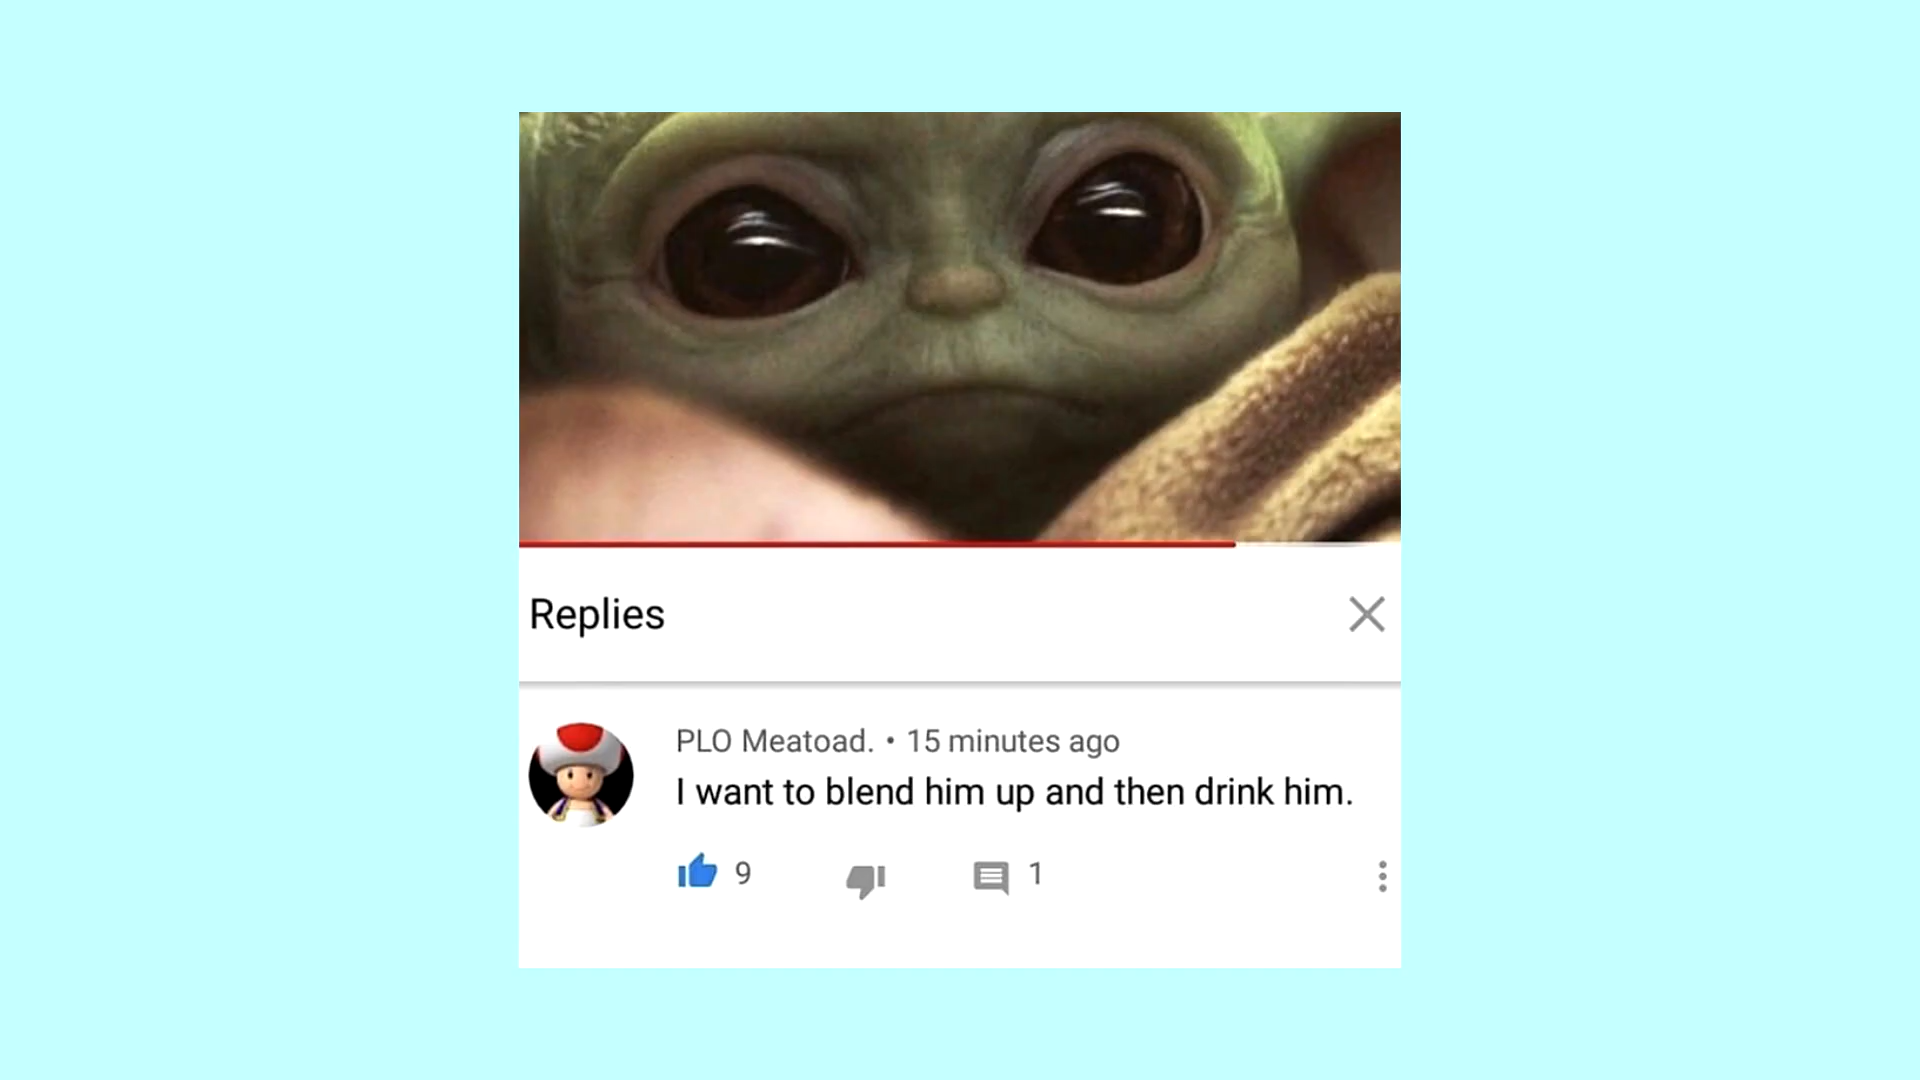 Replies
PLO Meatoad. • 15 minutes ago
I want to blend him up and then drink him.
9 1